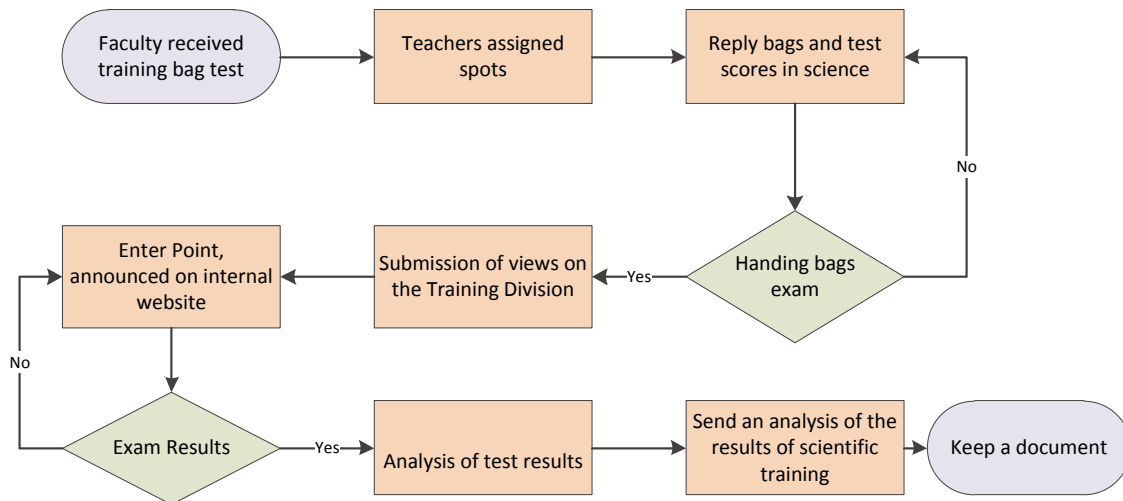 Faculty received
training bag test
Teachers assigned
spots
Reply bags and test
scores in science
No
Enter Point,
announced on internal
website
Submission of views on
the Training Division
Yes
Handing bags
exam
No
Exam Results
Yes
Analysis of test results
Send an analysis of the
results of scientific
training
Keep a document